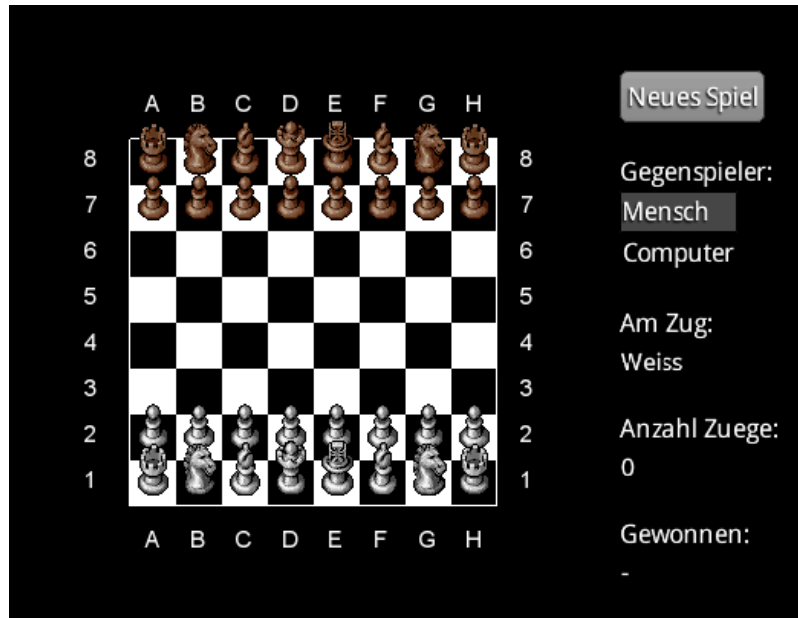 A B C D E F G H
8 8
7 7
6 6
5 5
4 4
3 3
2 2
1 1
A B C D E F G H
Neues Spiel
Gegenspieler:
Mensch
Computer
Am Zug:
Weiss
Anzahl Zuege:
0
Gewonnen:
-